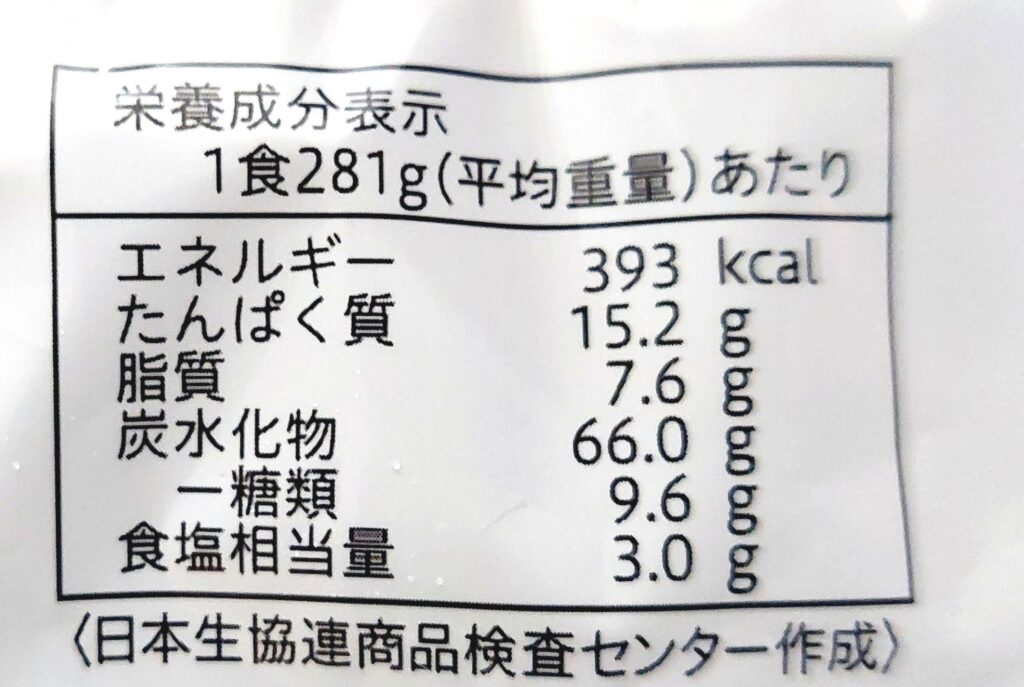 栄養成分表示
1食281g(平均重量)あたり
エネルギー 393 kcal
たんぱく質 15.2 g
脂質 7.6 g
炭水化物 66.0 g
－糖類 9.6 g
食塩相当量 3.0 g
〈日本生協連商品検査センター作成〉